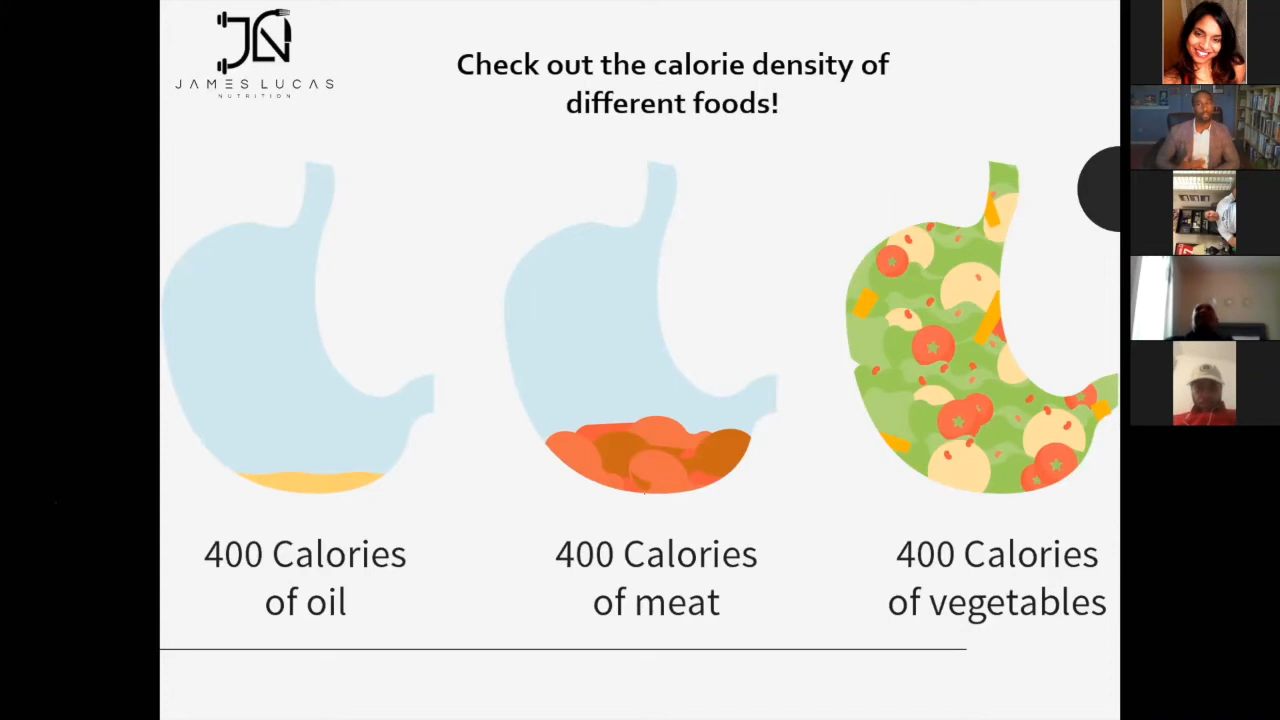 JAMES LUCAS
NUTRITION
Check out the calorie density of
different foods!
400 Calories
of oil
400 Calories
of meat
400 Calories
of vegetables